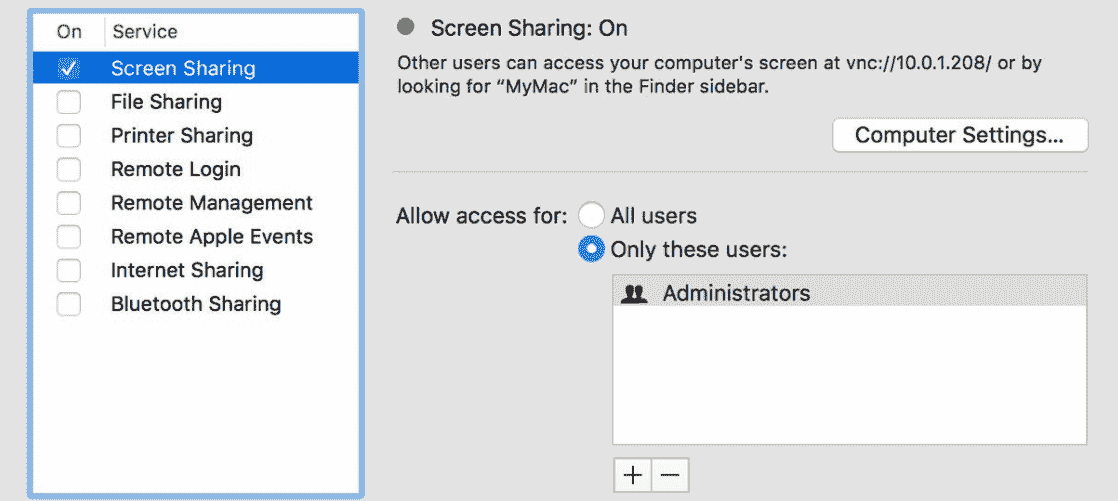 On Service
Screen Sharing
File Sharing
Printer Sharing
Remote Login
Remote Management
Remote Apple Events
Internet Sharing
Bluetooth Sharing
Screen Sharing: On
Other users can access your computer's screen at vnc://10.0.1.208/ or by
looking for “MyMac” in the Finder sidebar.
Computer Settings...
Allow access for: All users
Only these users:
Administrators